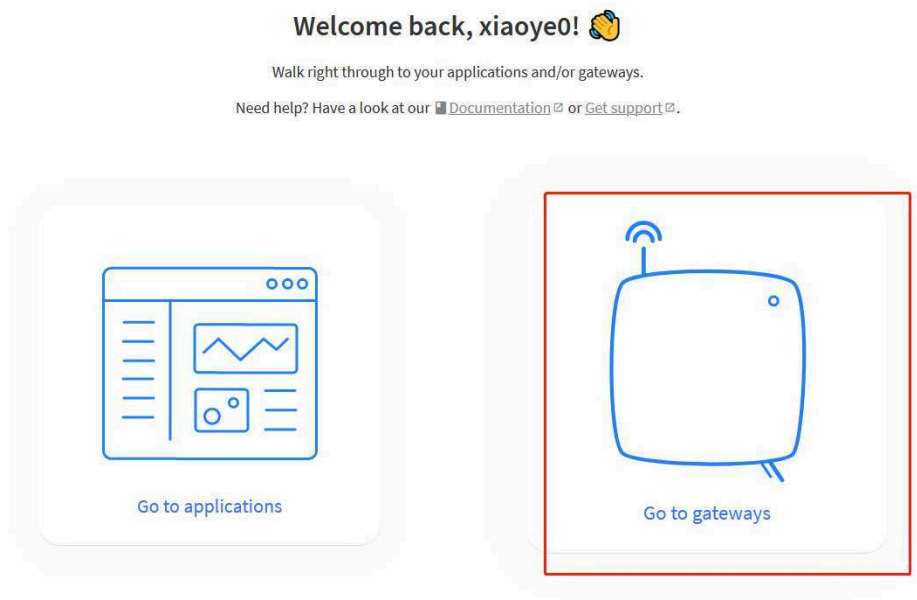 Welcome back, xiaoye0! 👋
Walk right through to your applications and/or gateways.
Need help? Have a look at our Documentation or Get support.
Go to applications
Go to gateways